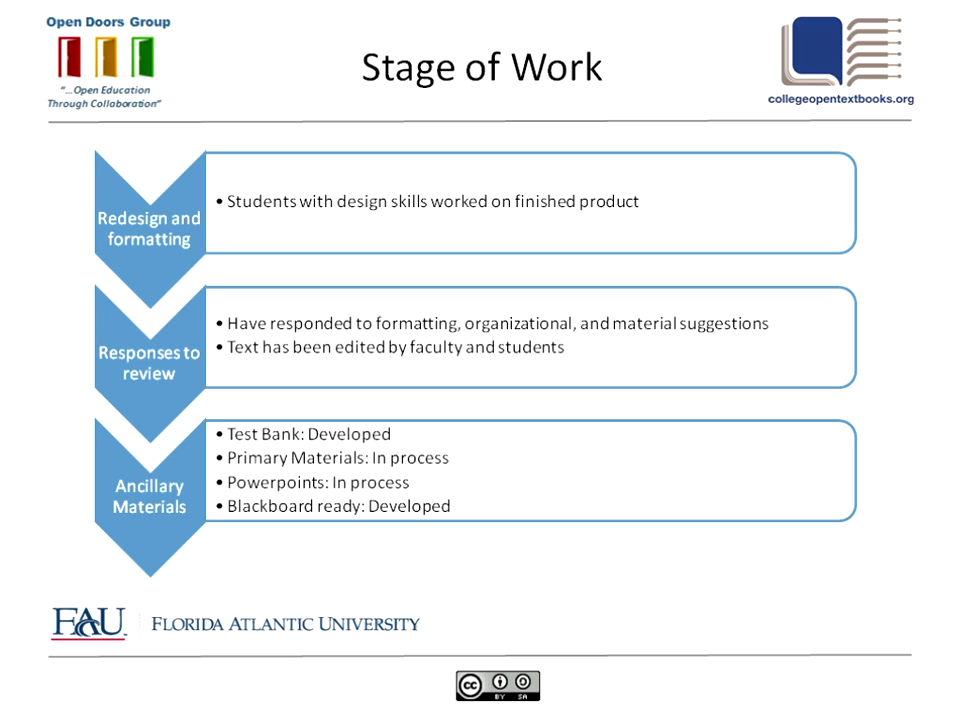 Open Doors Group
"...Open Education
Through Collaboration"
Stage of Work
collegeopentextbooks.org
Redesign and
formatting
• Students with design skills worked on finished product
Responses to
review
• Have responded to formatting, organizational, and material suggestions
• Text has been edited by faculty and students
Ancillary
Materials
• Test Bank: Developed
• Primary Materials: In process
• Powerpoints: In process
• Blackboard ready: Developed
FAU
FLORIDA ATLANTIC UNIVERSITY
cc
BY SA